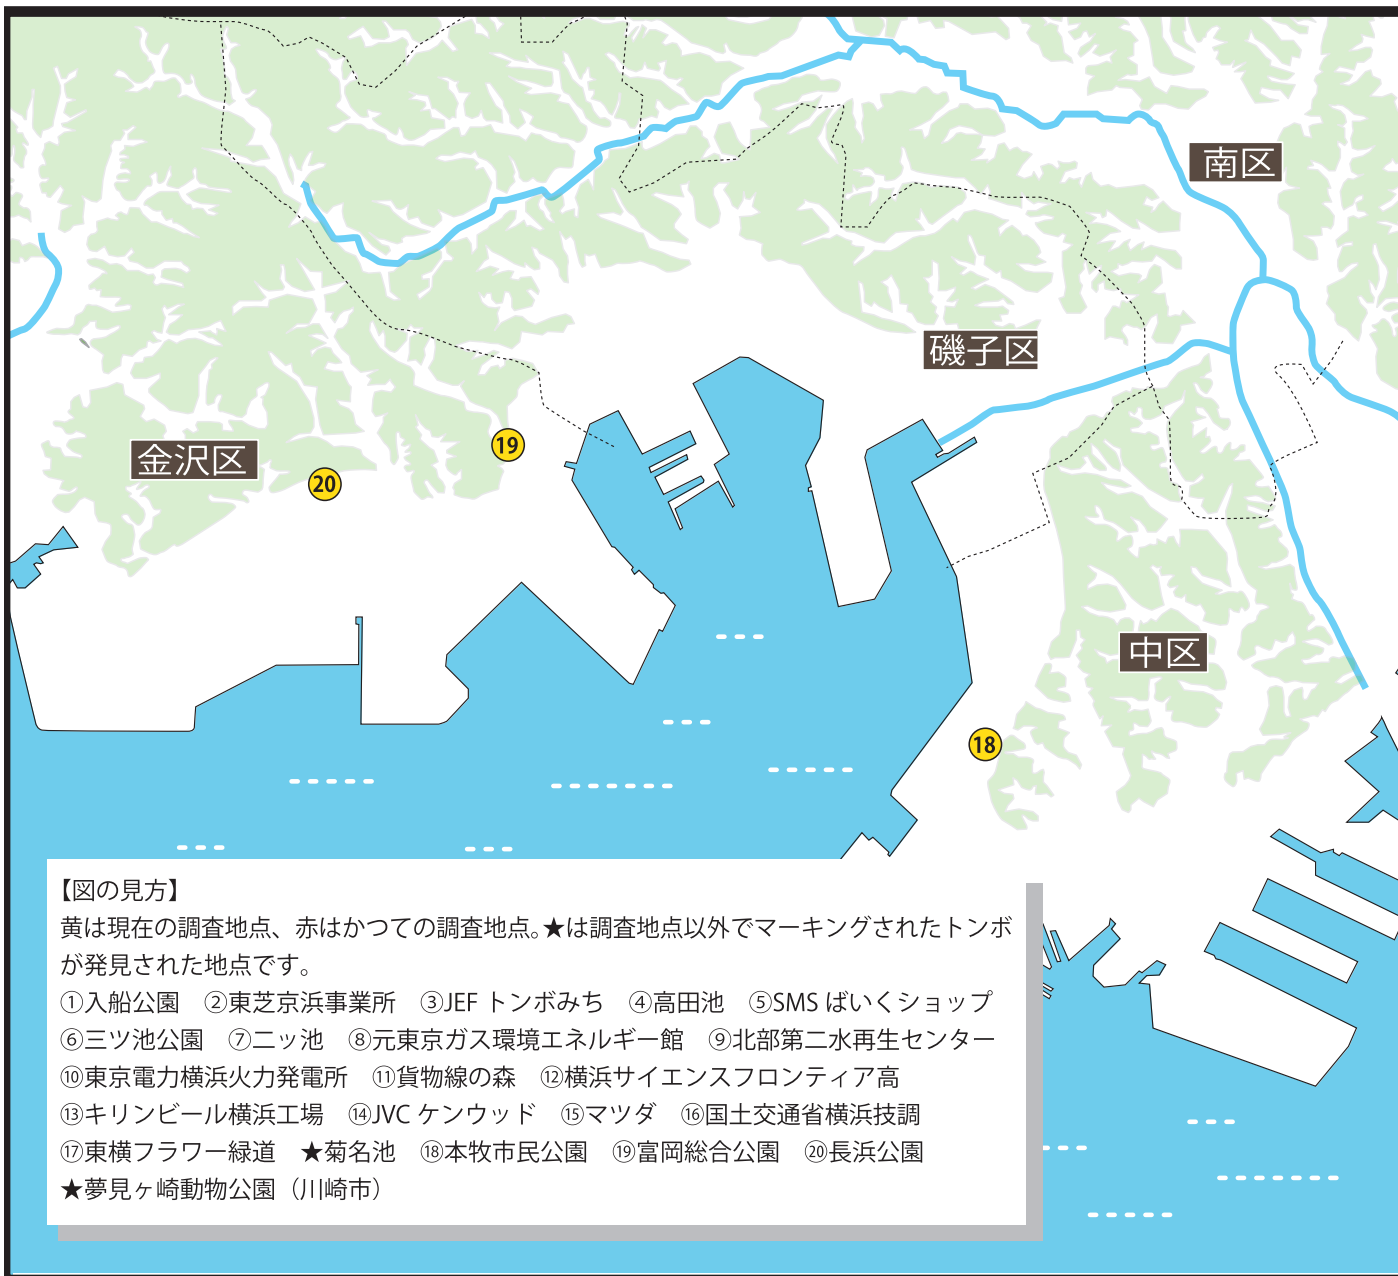 南区
磯子区
金沢区
19
20
中区
18
【図の見方】
黄は現在の調査地点、赤はかつての調査地点。★は調査地点以外でマーキングされたトンボ
が発見された地点です。
①入船公園　②東芝京浜事業所　③JEF トンボみち　④高田池　⑤SMS ばいくショップ
⑥三ツ池公園　⑦二ッ池　⑧元東京ガス環境エネルギー館　⑨北部第二水再生センター
⑩東京電力横浜火力発電所　⑪貨物線の森　⑫横浜サイエンスフロンティア高
⑬キリンビール横浜工場　⑭JVC ケンウッド　⑮マツダ　⑯国土交通省横浜技調
⑰東横フラワー緑道　★菊名池　⑱本牧市民公園　⑲富岡総合公園　⑳長浜公園
★夢見ヶ崎動物公園（川崎市）